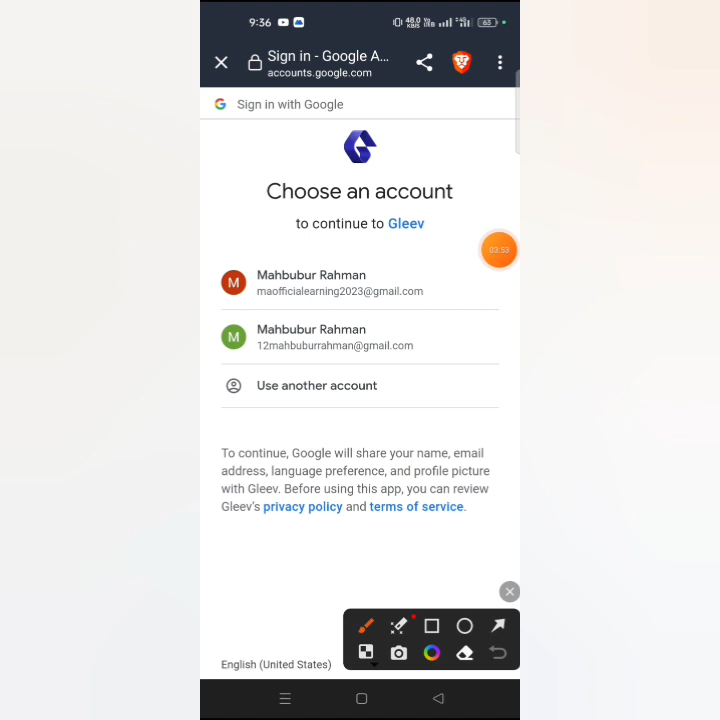 9:36
48.0 KB/S
63
Sign in - Google A...
accounts.google.com
Sign in with Google
Choose an account
to continue to Gleev
03:53
M
Mahbubur Rahman
maofficialearning2023@gmail.com
M
Mahbubur Rahman
12mahbuburrahman@gmail.com
Use another account
To continue, Google will share your name, email
address, language preference, and profile picture
with Gleev. Before using this app, you can review
Gleev's privacy policy and terms of service.
English (United States)